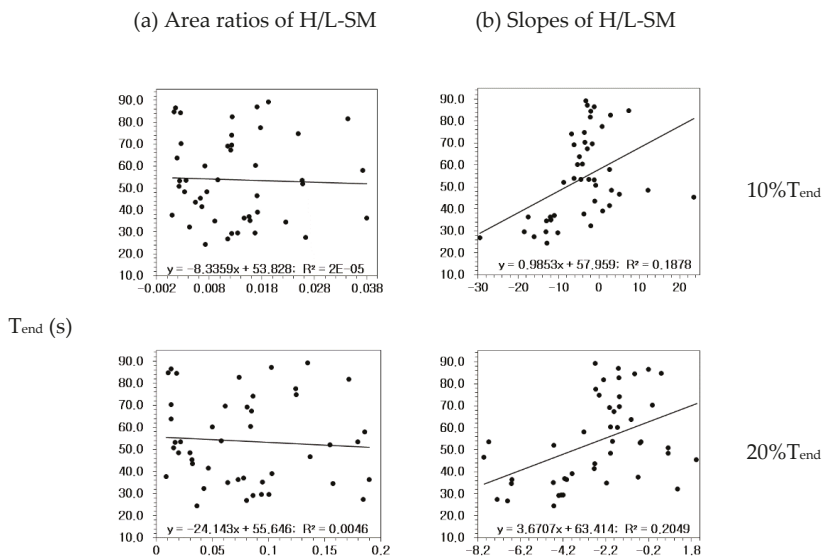 (a) Area ratios of H/L-SM
(b) Slopes of H/L-SM
90.0
80.0
70.0
60.0
50.0
40.0
30.0
20.0
10.0
y = -8.3359x + 53.828; R² = 2E-05
-0.002 0.008 0.018 0.028 0.038
90.0
80.0
70.0
60.0
50.0
40.0
30.0
20.0
10.0
y = 0.9853x + 57.959; R² = 0.1878
-30 -20 -10 0 10 20
10%Tend
Tend (s)
90.0
80.0
70.0
60.0
50.0
40.0
30.0
20.0
10.0
y = -24.143x + 55.646; R² = 0.0046
0 0.05 0.1 0.15 0.2
90.0
80.0
70.0
60.0
50.0
40.0
30.0
20.0
10.0
y = 3.6707x + 63.414; R² = 0.2049
-8.2 -6.2 -4.2 -2.2 -0.2 1.8
20%Tend